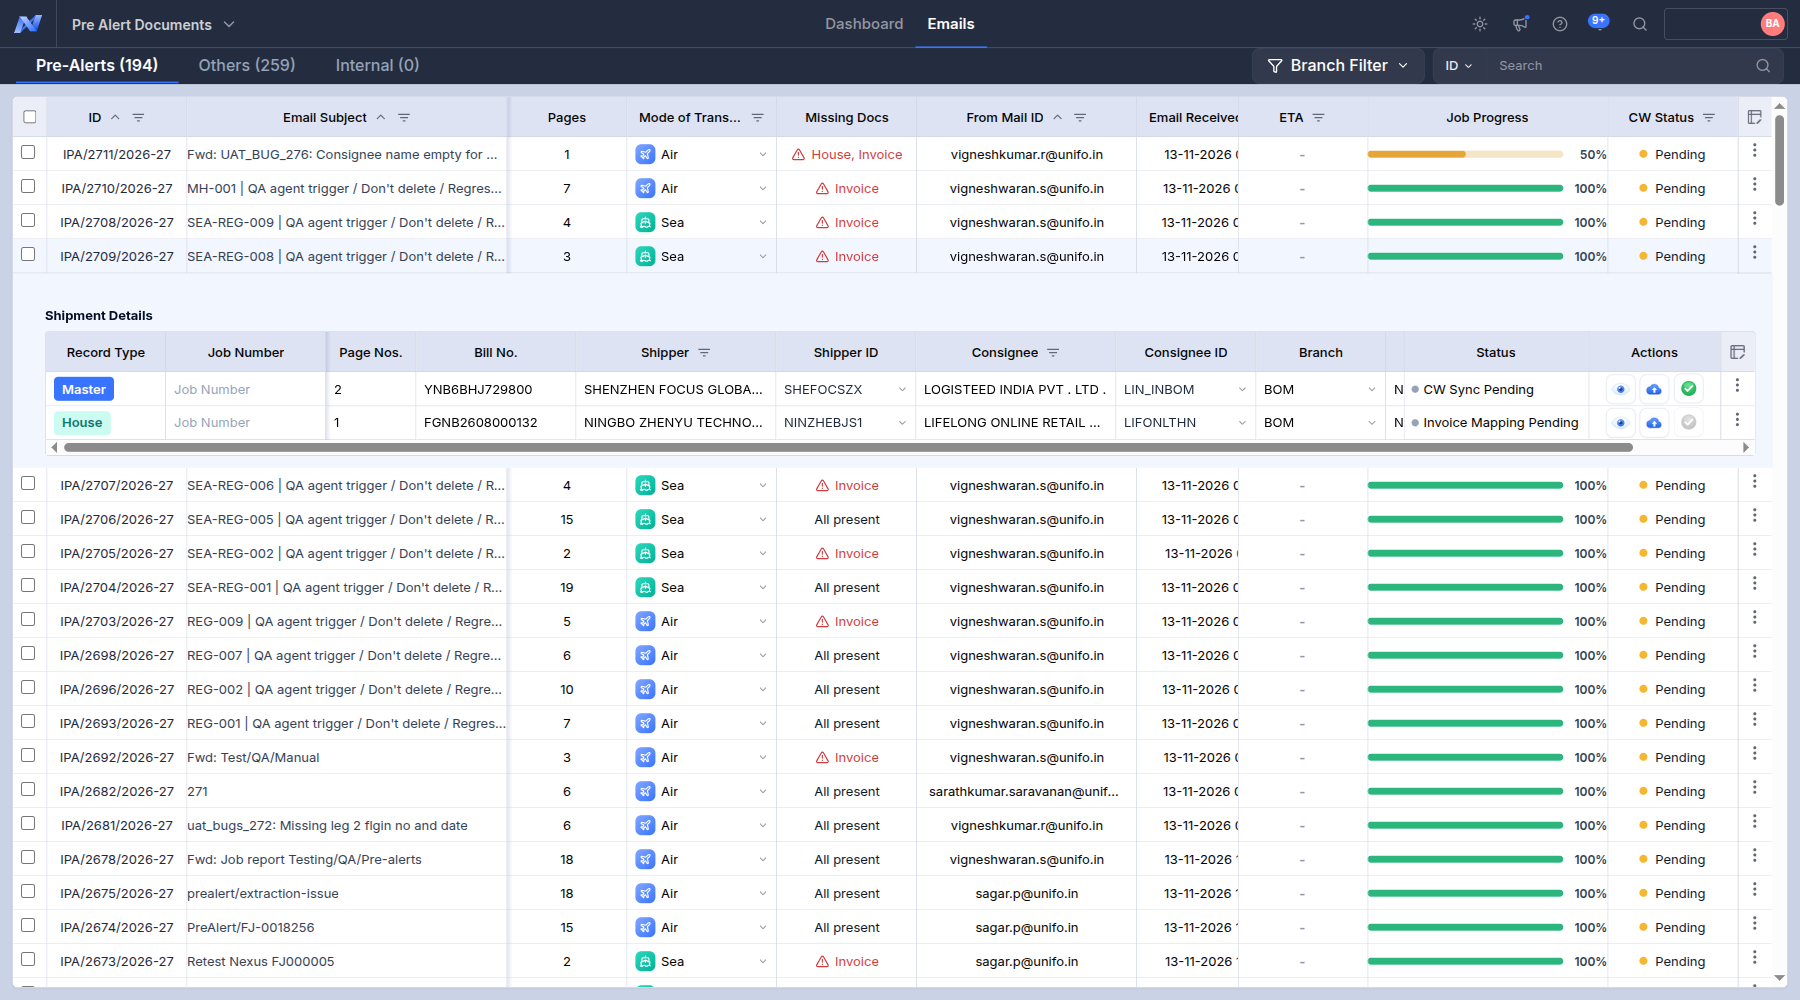 Pre Alert Documents
Dashboard Emails
9+
BA
Pre-Alerts (194) Others (259) Internal (0)
Branch Filter ID Search
ID Email Subject Pages Mode of Trans... Missing Docs From Mail ID Email Received ETA Job Progress CW Status
IPA/2711/2026-27 Fwd: UAT_BUG_276: Consignee name empty for ... 1 Air House, Invoice vigneshkumar.r@unifo.in 13-11-2026 - 50% Pending
IPA/2710/2026-27 MH-001 | QA agent trigger / Don't delete / Regres... 7 Air Invoice vigneshwaran.s@unifo.in 13-11-2026 - 100% Pending
IPA/2708/2026-27 SEA-REG-009 | QA agent trigger / Don't delete / R... 4 Sea Invoice vigneshwaran.s@unifo.in 13-11-2026 - 100% Pending
IPA/2709/2026-27 SEA-REG-008 | QA agent trigger / Don't delete / R... 3 Sea Invoice vigneshwaran.s@unifo.in 13-11-2026 - 100% Pending
Shipment Details
Record Type Job Number Page Nos. Bill No. Shipper Shipper ID Consignee Consignee ID Branch Status Actions
Master Job Number 2 YNB6BHJ729800 SHENZHEN FOCUS GLOBA... SHEFOCSZX LOGISTEED INDIA PVT . LTD . LIN_INBOM BOM N CW Sync Pending
House Job Number 1 FGNB2608000132 NINGBO ZHENYU TECHNO... NINZHEBJS1 LIFELONG ONLINE RETAIL ... LIFONLTHN BOM N Invoice Mapping Pending
IPA/2707/2026-27 SEA-REG-006 | QA agent trigger / Don't delete / R... 4 Sea Invoice vigneshwaran.s@unifo.in 13-11-2026 - 100% Pending
IPA/2706/2026-27 SEA-REG-005 | QA agent trigger / Don't delete / R... 15 Sea All present vigneshwaran.s@unifo.in 13-11-2026 - 100% Pending
IPA/2705/2026-27 SEA-REG-002 | QA agent trigger / Don't delete / R... 2 Sea Invoice vigneshwaran.s@unifo.in 13-11-2026 - 100% Pending
IPA/2704/2026-27 SEA-REG-001 | QA agent trigger / Don't delete / R... 19 Sea All present vigneshwaran.s@unifo.in 13-11-2026 - 100% Pending
IPA/2703/2026-27 REG-009 | QA agent trigger / Don't delete / Regre... 5 Air Invoice vigneshwaran.s@unifo.in 13-11-2026 - 100% Pending
IPA/2698/2026-27 REG-007 | QA agent trigger / Don't delete / Regre... 6 Air All present vigneshwaran.s@unifo.in 13-11-2026 - 100% Pending
IPA/2696/2026-27 REG-002 | QA agent trigger / Don't delete / Regre... 10 Air All present vigneshwaran.s@unifo.in 13-11-2026 - 100% Pending
IPA/2693/2026-27 REG-001 | QA agent trigger / Don't delete / Regres... 7 Air All present vigneshwaran.s@unifo.in 13-11-2026 - 100% Pending
IPA/2692/2026-27 Fwd: Test/QA/Manual 3 Air Invoice vigneshwaran.s@unifo.in 13-11-2026 - 100% Pending
IPA/2682/2026-27 271 6 Air All present sarathkumar.saravanan@unif... 13-11-2026 - 100% Pending
IPA/2681/2026-27 uat_bugs_272: Missing leg 2 flgin no and date 6 Air All present vigneshkumar.r@unifo.in 13-11-2026 - 100% Pending
IPA/2678/2026-27 Fwd: Job report Testing/QA/Pre-alerts 18 Air All present vigneshwaran.s@unifo.in 13-11-2026 - 100% Pending
IPA/2675/2026-27 prealert/extraction-issue 18 Air All present sagar.p@unifo.in 13-11-2026 - 100% Pending
IPA/2674/2026-27 PreAlert/FJ-0018256 15 Air All present sagar.p@unifo.in 13-11-2026 - 100% Pending
IPA/2673/2026-27 Retest Nexus FJ000005 2 Sea Invoice sagar.p@unifo.in 13-11-2026 - 100% Pending